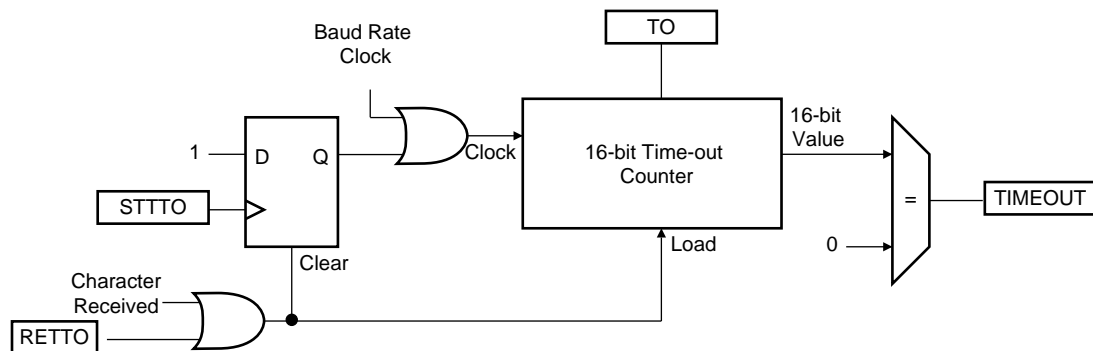 TO
Baud Rate
Clock
1
D
Q
Clock
16-bit Time-out
Counter
16-bit
Value
STTTO
=
TIMEOUT
0
Load
Clear
Character
Received
RETTO